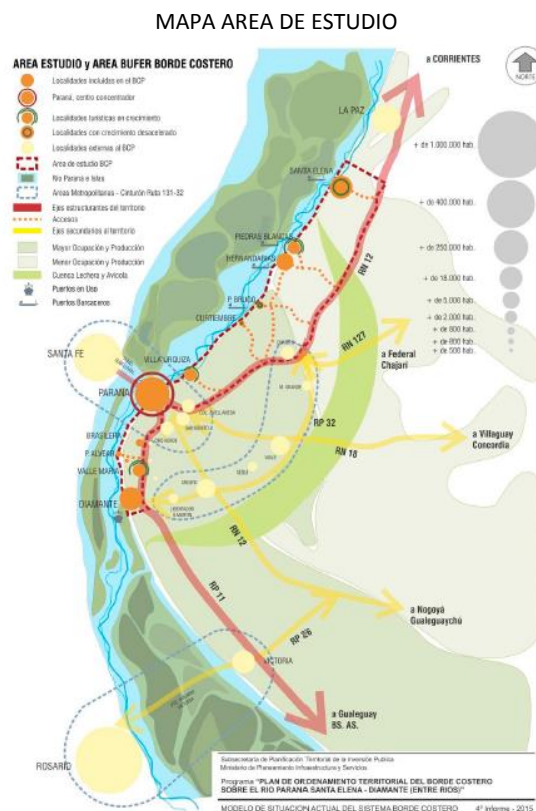 MAPA AREA DE ESTUDIO
AREA ESTUDIO y AREA BUFER BORDE COSTERO
Localidades incluidas en el BCP
Paraná, centro concentrador
Localidades turísticas en crecimiento
Localidades con crecimiento desacelerado
Localidades externas al BCP
Area de estudio BCP
Río Paraná e Islas
Areas Metropolitanas - Cinturón Ruta 131-32
Ejes estructurantes del territorio
Accesos
Ejes secundarios al territorio
Mayor Ocupación y Producción
Menor Ocupación y Producción
Cuenca Lechera y Avícola
Puertos en Uso
Puertos Barcaceros
a CORRIENTES
NORTE
LA PAZ
SANTA ELENA
+ de 1.000.000 hab.
+ de 400.000 hab.
+ de 250.000 hab.
+ de 18.000 hab.
+ de 5.000 hab.
+ de 2.000 hab.
+ de 500 hab.
PIEDRAS BLANCAS
HERNANDARIAS
P. BRUGO
CURTIEMBRE
RN 12
RN 127
a Federal
Chajarí
SANTA FE
VILLA URQUIZA
PARANÁ
RP 32
BRASILERA
P. ALVEAR
VALLE MARIA
DIAMANTE
RN 18
a Villaguay
Concordia
RN 12
RP 11
a Nogoyá
Gualeguaychú
RP 26
VICTORIA
ROSARIO
a Gualeguay
BS. AS.
Subsecretaría de Planificación Territorial de la Inversión Pública
Ministerio de Planeamiento Infraestructura y Servicios
Programa "PLAN DE ORDENAMIENTO TERRITORIAL DEL BORDE COSTERO
SOBRE EL RIO PARANA SANTA ELENA - DIAMANTE (ENTRE RIOS)"
MODELO DE SITUACION ACTUAL DEL SISTEMA BORDE COSTERO 4º Informe - 2015